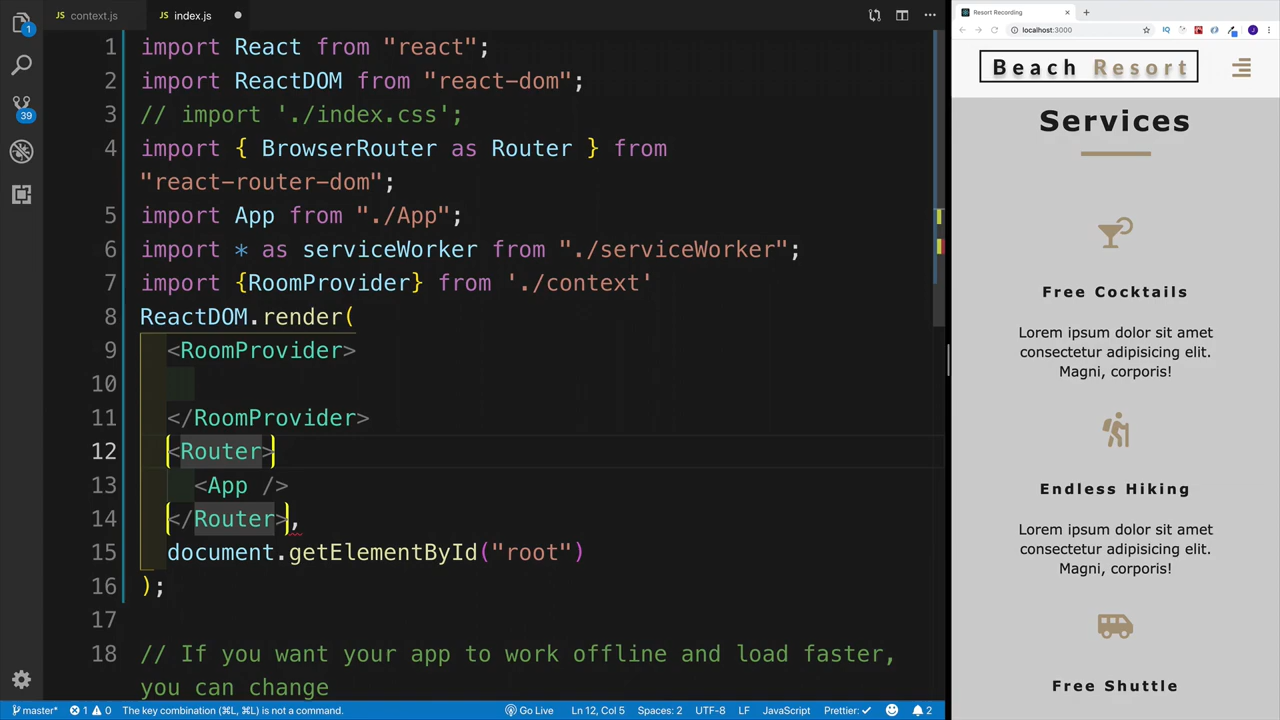 context.js
index.js
1 import React from "react";
2 import ReactDOM from "react-dom";
3 // import './index.css';
4 import { BrowserRouter as Router } from
"react-router-dom";
5 import App from "./App";
6 import * as serviceWorker from "./serviceWorker";
7 import {RoomProvider} from './context'
8 ReactDOM.render(
9 <RoomProvider>
10
11 </RoomProvider>
12 <Router>
13 <App />
14 </Router>,
15 document.getElementById("root")
16 );
17
18 // If you want your app to work offline and load faster,
you can change
1
39
master* 1 0 The key combination (⌘L, ⌘L) is not a command. Go Live Ln 12, Col 5 Spaces: 2 UTF-8 LF JavaScript Prettier: ✓ 2
Resort Recording
localhost:3000
IQ
J
Beach Resort
Services
Free Cocktails
Lorem ipsum dolor sit amet
consectetur adipisicing elit.
Magni, corporis!
Endless Hiking
Lorem ipsum dolor sit amet
consectetur adipisicing elit.
Magni, corporis!
Free Shuttle